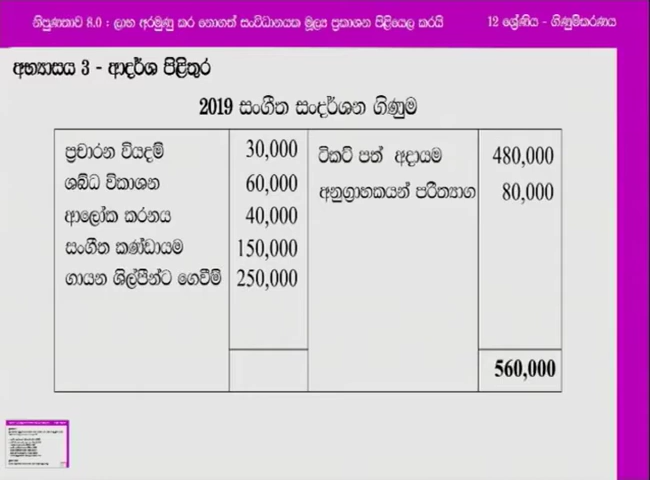 නිපුණතාව 8.0 : ලාභ අරමුණු කර නොගත් සංවිධානයක මූල්‍ය ප්‍රකාශන පිළියෙල කරයි
12 ශ්‍රේණිය - ගිණුම්කරණය
අභ්‍යාසය 3 - ආදර්ශ පිළිතුර
2019 සංගීත සංදර්ශන ගිණුම
ප්‍රචාරන වියදම් 30,000 ටිකට් පත් අදායම 480,000
ශබ්ධ විකාශන 60,000 අනුග්‍රාහකයන් පරිත්‍යාග 80,000
ආලෝක කරනය 40,000
සංගීත කණ්ඩායම 150,000
ගායන ශිල්පීන්ට ගෙවීම් 250,000
560,000